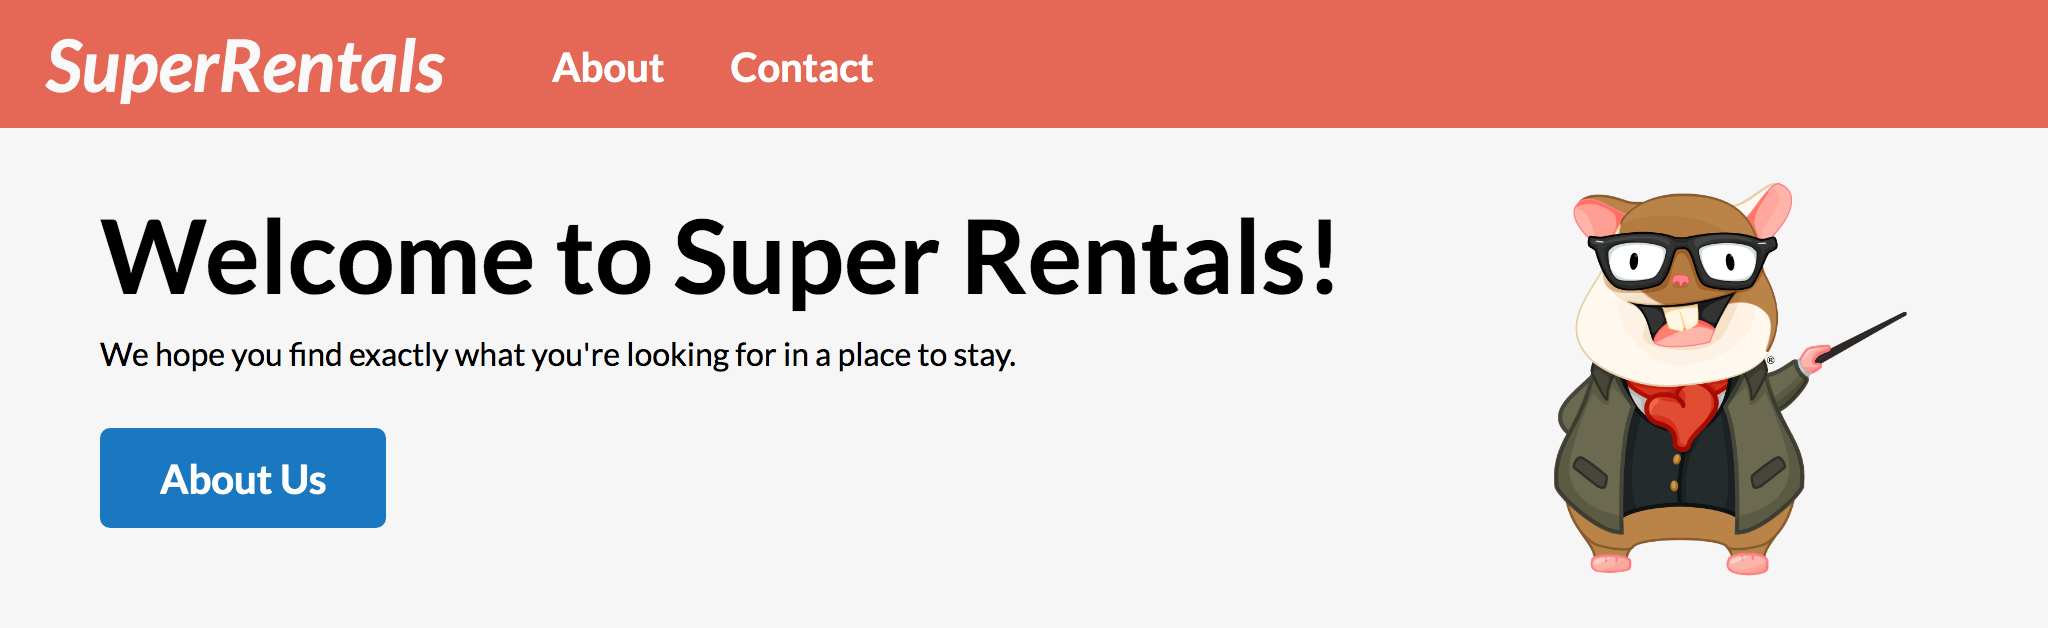 SuperRentals About Contact
Welcome to Super Rentals!
We hope you find exactly what you're looking for in a place to stay.
®
About Us